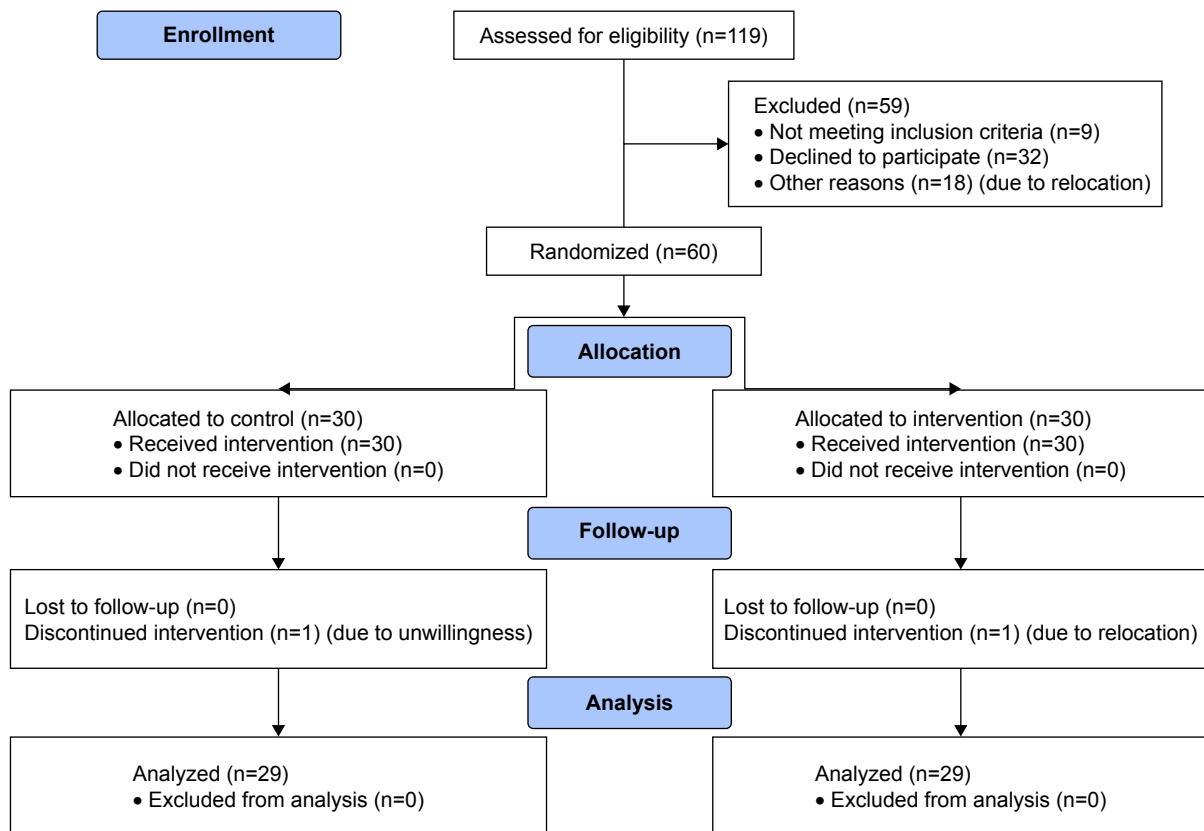 Enrollment
Assessed for eligibility (n=119)
Excluded (n=59)
• Not meeting inclusion criteria (n=9)
• Declined to participate (n=32)
• Other reasons (n=18) (due to relocation)
Randomized (n=60)
Allocation
Allocated to control (n=30)
• Received intervention (n=30)
• Did not receive intervention (n=0)
Allocated to intervention (n=30)
• Received intervention (n=30)
• Did not receive intervention (n=0)
Follow-up
Lost to follow-up (n=0)
Discontinued intervention (n=1) (due to unwillingness)
Lost to follow-up (n=0)
Discontinued intervention (n=1) (due to relocation)
Analysis
Analyzed (n=29)
• Excluded from analysis (n=0)
Analyzed (n=29)
• Excluded from analysis (n=0)